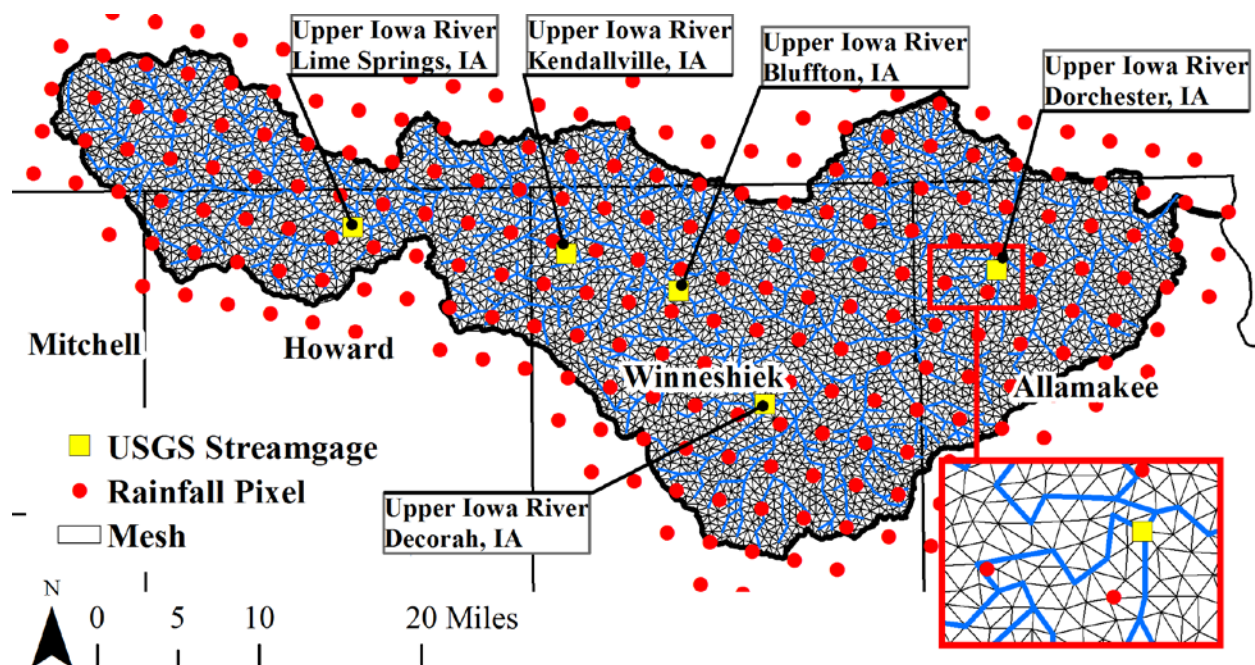 Upper Iowa River
Lime Springs, IA
Upper Iowa River
Kendallville, IA
Upper Iowa River
Bluffton, IA
Upper Iowa River
Dorchester, IA
Mitchell
Howard
Winneshiek
Allamakee
USGS Streamgage
Rainfall Pixel
Mesh
Upper Iowa River
Decorah, IA
N
0 5 10 20 Miles